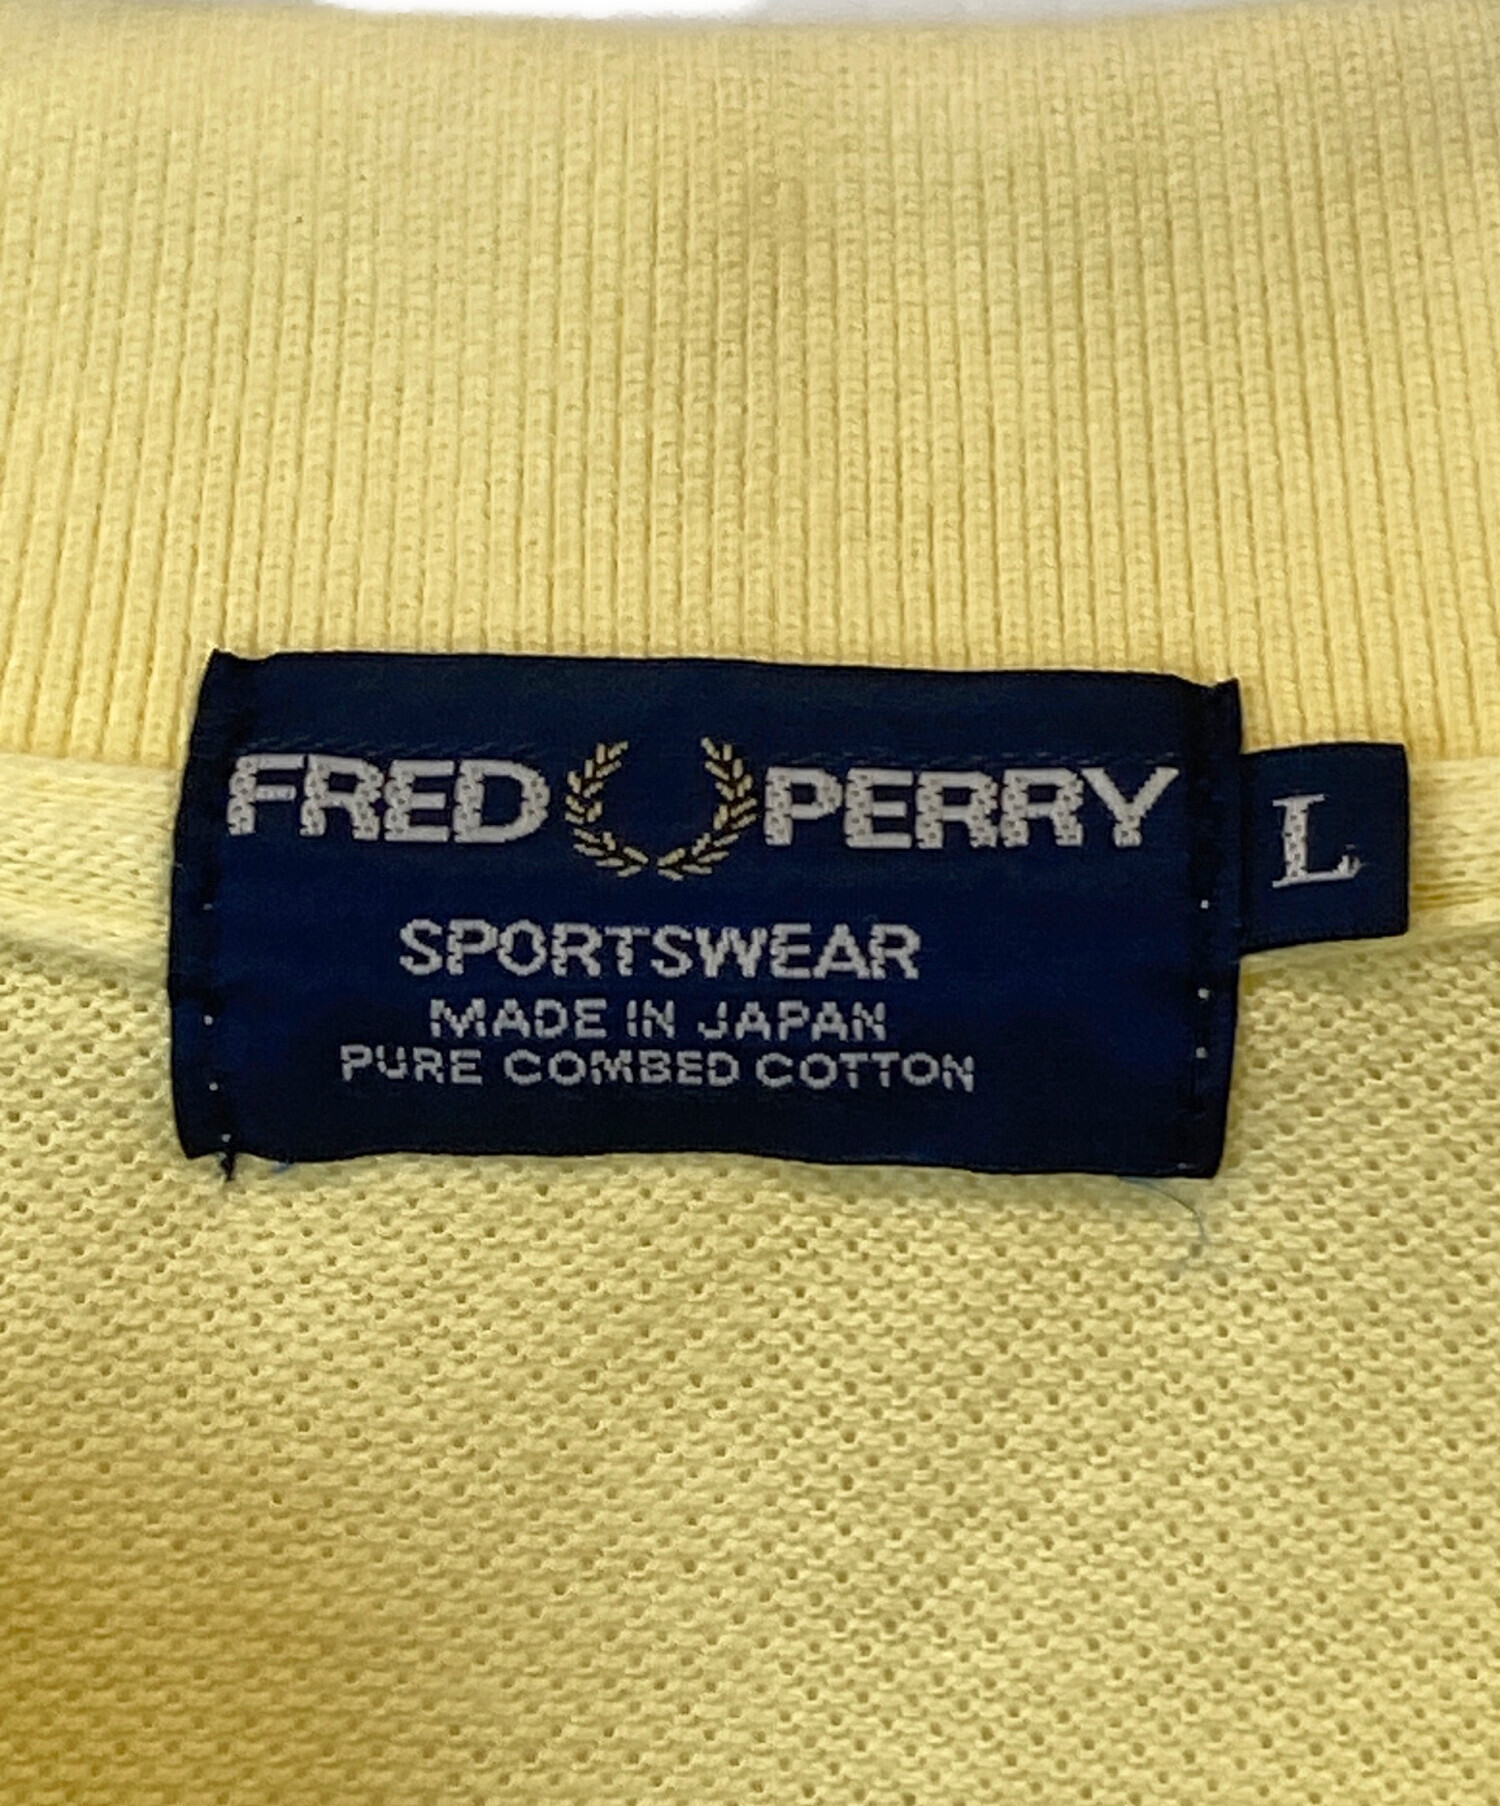 FRED PERRY
L
SPORTSWEAR
MADE IN JAPAN
PURE COMBED COTTON